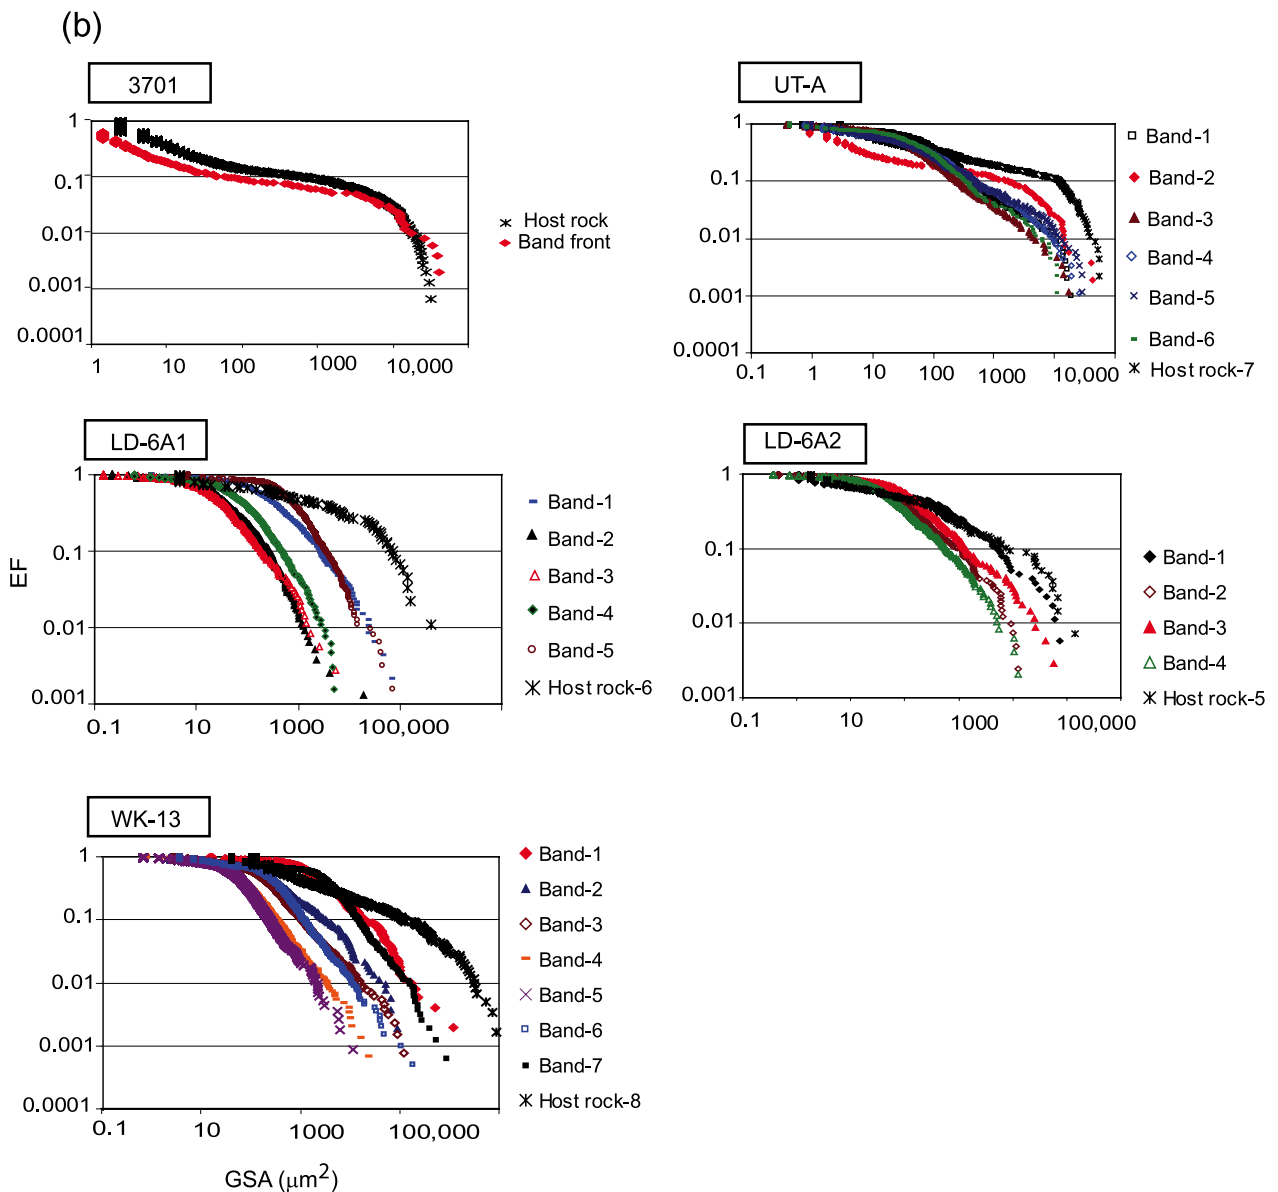 (b)
3701
1
0.1
0.01
0.001
0.0001
1
10
100
1000
10,000
Host rock
Band front
UT-A
1
0.1
0.01
0.001
0.0001
0.1
1
10
100
1000
10,000
Band-1
Band-2
Band-3
Band-4
Band-5
Band-6
Host rock-7
LD-6A1
EF
1
0.1
0.01
0.001
0.1
10
1000
100,000
Band-1
Band-2
Band-3
Band-4
Band-5
Host rock-6
LD-6A2
1
0.1
0.01
0.001
0.1
10
1000
100,000
Band-1
Band-2
Band-3
Band-4
Host rock-5
WK-13
1
0.1
0.01
0.001
0.0001
0.1
10
1000
100,000
Band-1
Band-2
Band-3
Band-4
Band-5
Band-6
Band-7
Host rock-8
GSA (μm²)